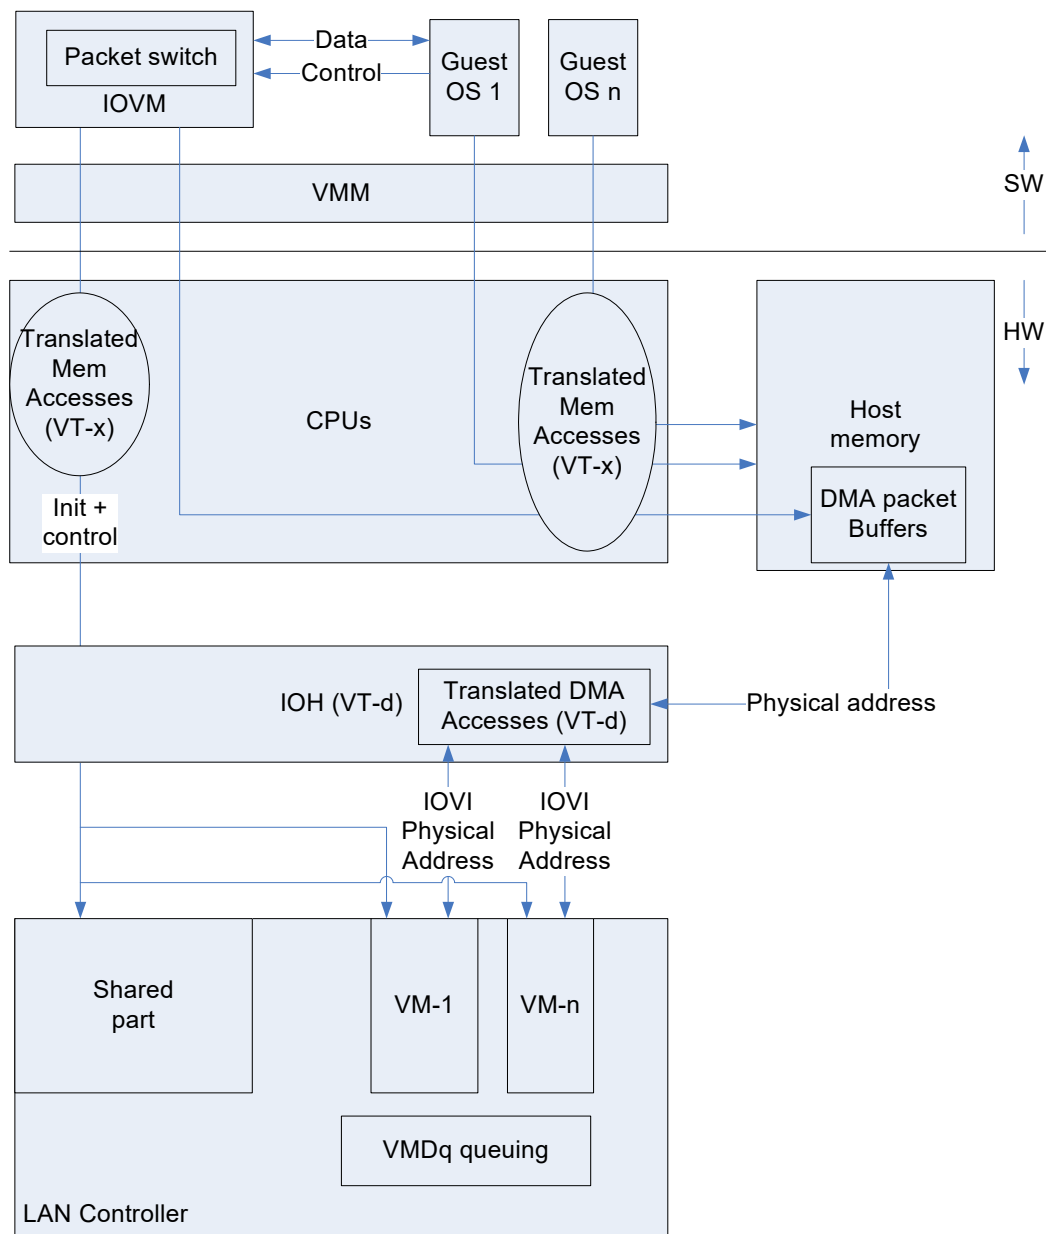 Packet switch
IOVM
Data
Control
Guest
OS 1
Guest
OS n
VMM
SW
HW
Translated
Mem
Accesses
(VT-x)
CPUs
Translated
Mem
Accesses
(VT-x)
Host
memory
DMA packet
Buffers
Init +
control
IOH (VT-d)
Translated DMA
Accesses (VT-d)
Physical address
IOVI
Physical
Address
IOVI
Physical
Address
Shared
part
VM-1
VM-n
VMDq queuing
LAN Controller